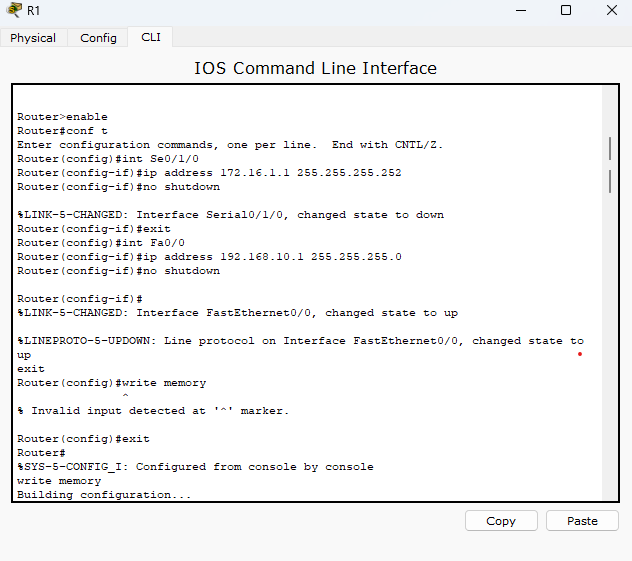 R1
Physical Config CLI
IOS Command Line Interface
Router>enable
Router#conf t
Enter configuration commands, one per line.  End with CNTL/Z.
Router(config)#int Se0/1/0
Router(config-if)#ip address 172.16.1.1 255.255.255.252
Router(config-if)#no shutdown
%LINK-5-CHANGED: Interface Serial0/1/0, changed state to down
Router(config-if)#exit
Router(config)#int Fa0/0
Router(config-if)#ip address 192.168.10.1 255.255.255.0
Router(config-if)#no shutdown
Router(config-if)#
%LINK-5-CHANGED: Interface FastEthernet0/0, changed state to up
%LINEPROTO-5-UPDOWN: Line protocol on Interface FastEthernet0/0, changed state to
up
exit
Router(config)#write memory
^
% Invalid input detected at '^' marker.
Router(config)#exit
Router#
%SYS-5-CONFIG_I: Configured from console by console
write memory
Building configuration...
Copy Paste